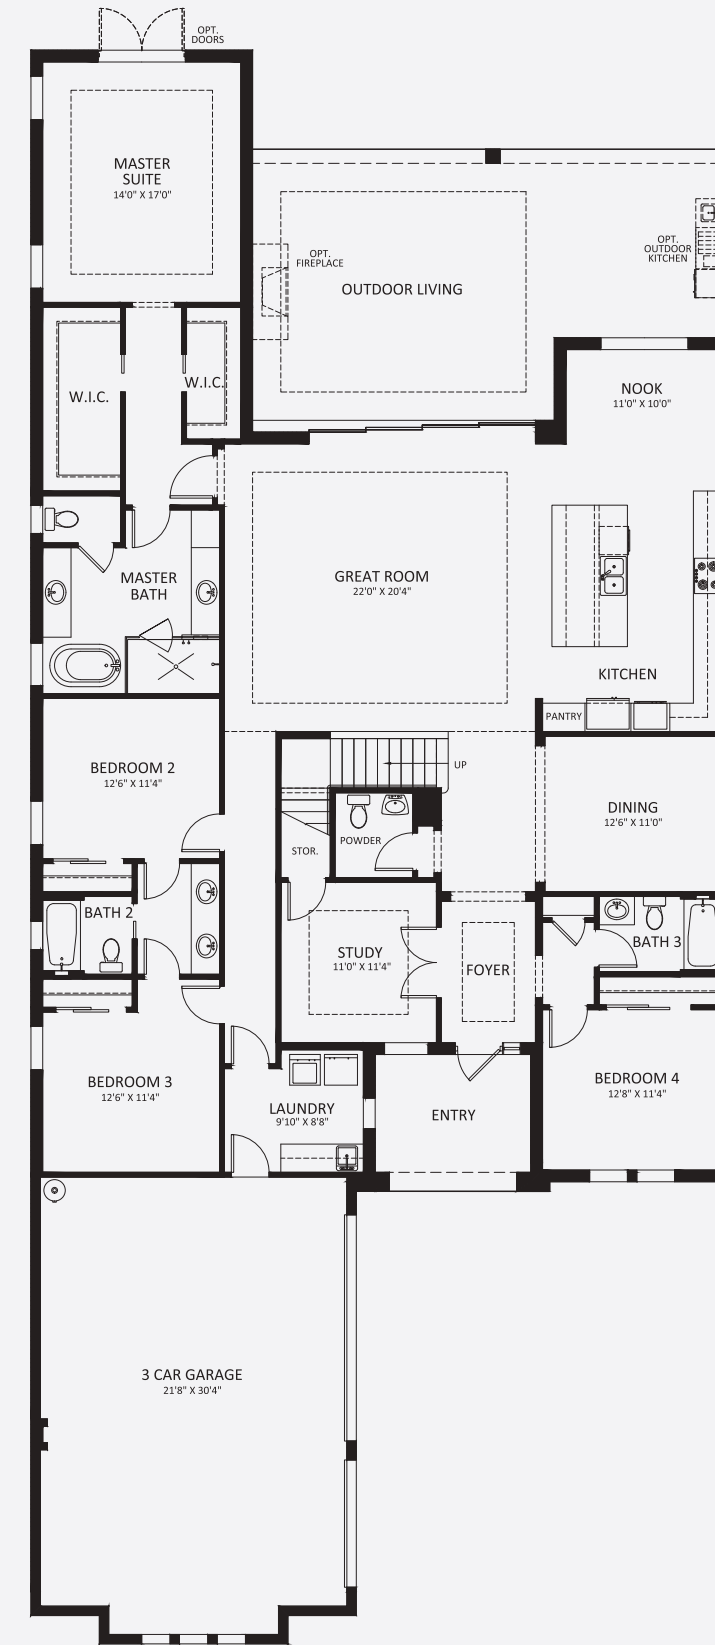 OPT.
DOORS
MASTER
SUITE
14'0" X 17'0"
OPT.
FIREPLACE
OPT.
OUTDOOR
KITCHEN
OUTDOOR LIVING
W.I.C.
W.I.C.
NOOK
11'0" X 10'0"
MASTER
BATH
GREAT ROOM
22'0" X 20'4"
KITCHEN
PANTRY
BEDROOM 2
12'6" X 11'4"
UP
DINING
12'6" X 11'0"
POWDER
STOR.
BATH 2
STUDY
11'0" X 11'4"
FOYER
BATH 3
BEDROOM 3
12'6" X 11'4"
LAUNDRY
9'10" X 8'8"
ENTRY
BEDROOM 4
12'8" X 11'4"
3 CAR GARAGE
21'8" X 30'4"